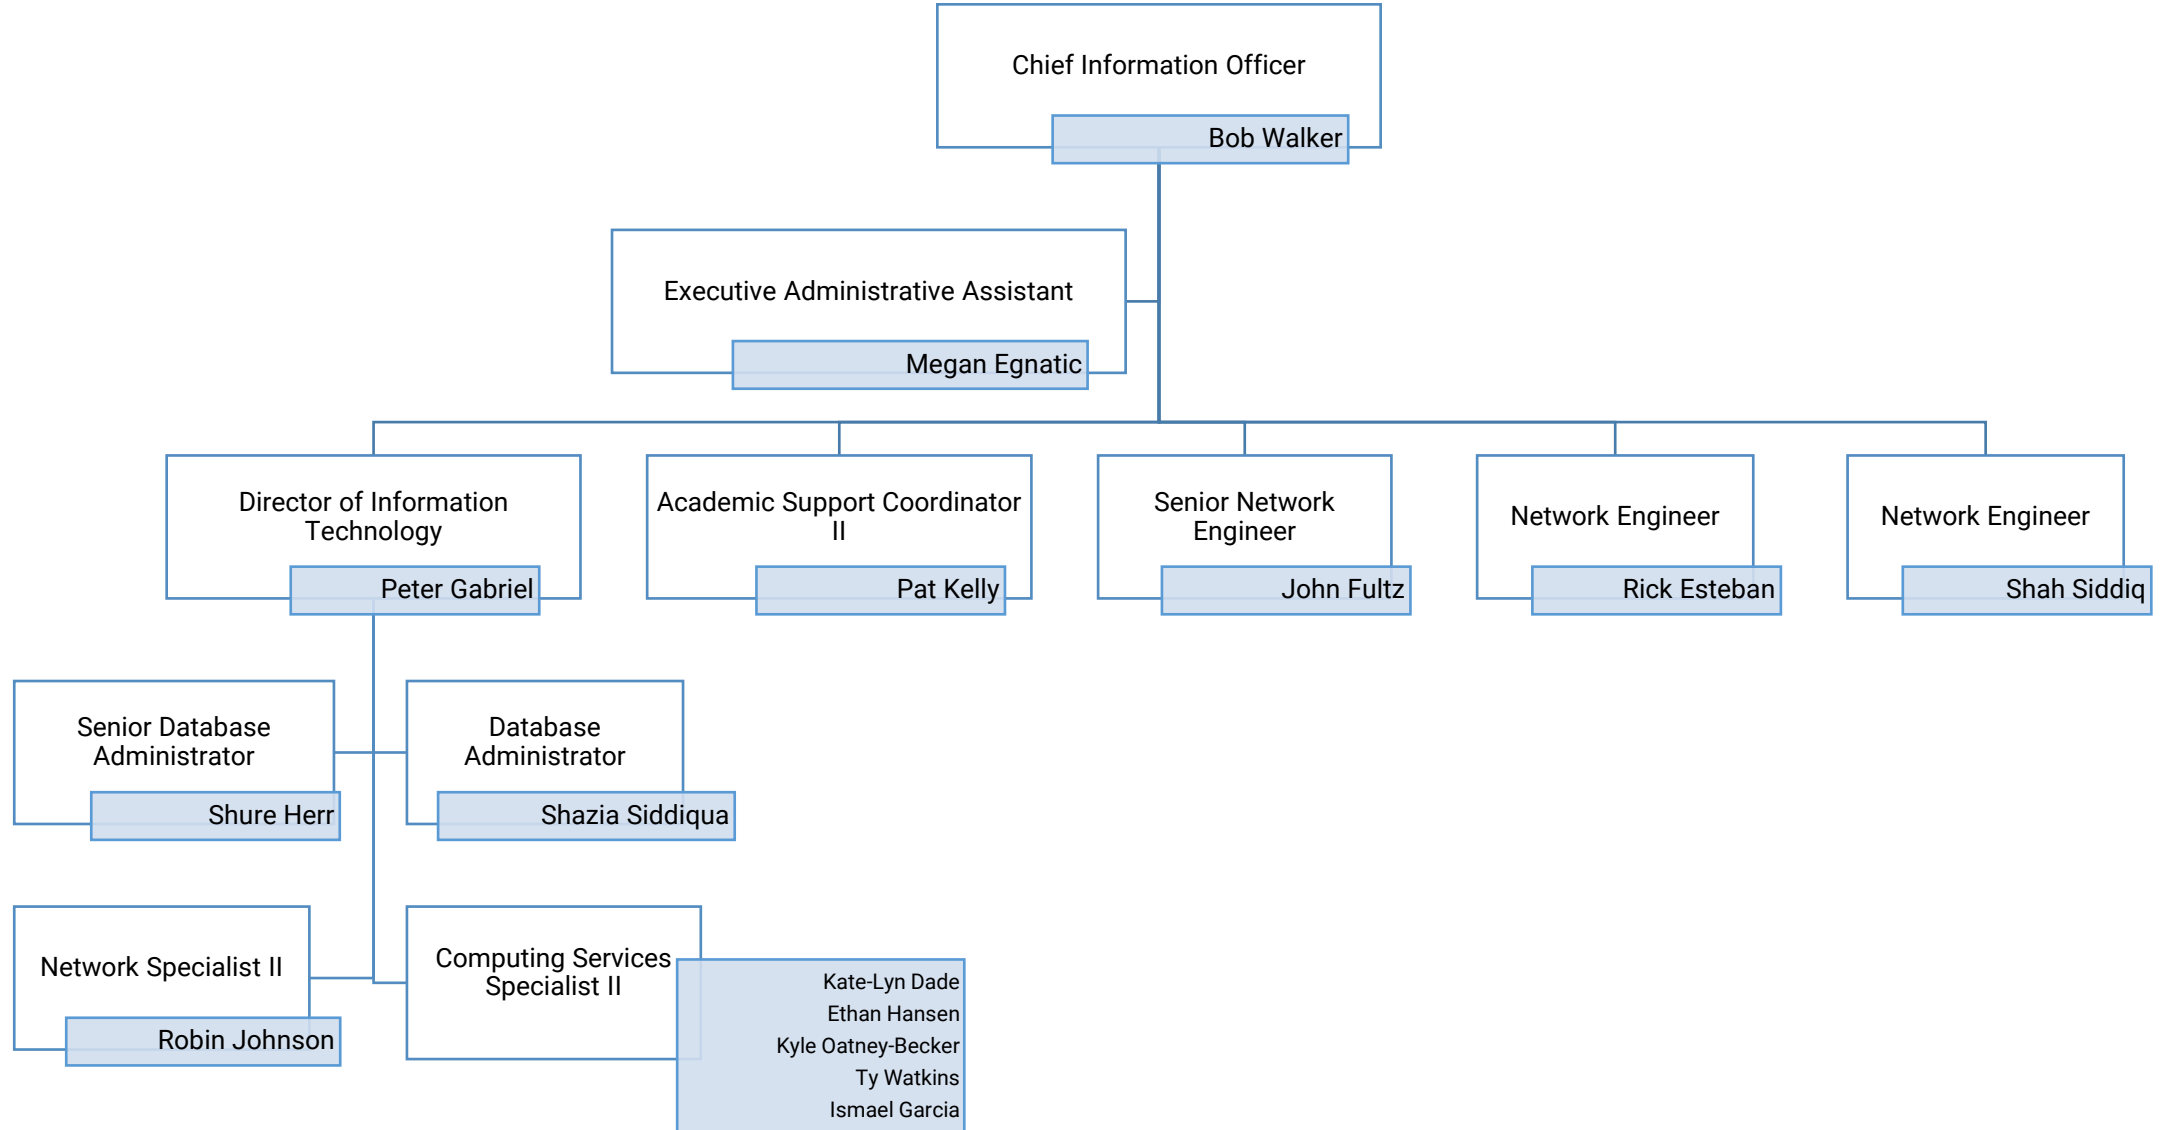 Chief Information Officer
Bob Walker
Executive Administrative Assistant
Megan Egnatic
Director of Information
Technology
Peter Gabriel
Academic Support Coordinator
II
Pat Kelly
Senior Network
Engineer
John Fultz
Network Engineer
Rick Esteban
Network Engineer
Shah Siddiq
Senior Database
Administrator
Shure Herr
Database
Administrator
Shazia Siddiqua
Network Specialist II
Robin Johnson
Computing Services
Specialist II
Kate-Lyn Dade
Ethan Hansen
Kyle Oatney-Becker
Ty Watkins
Ismael Garcia